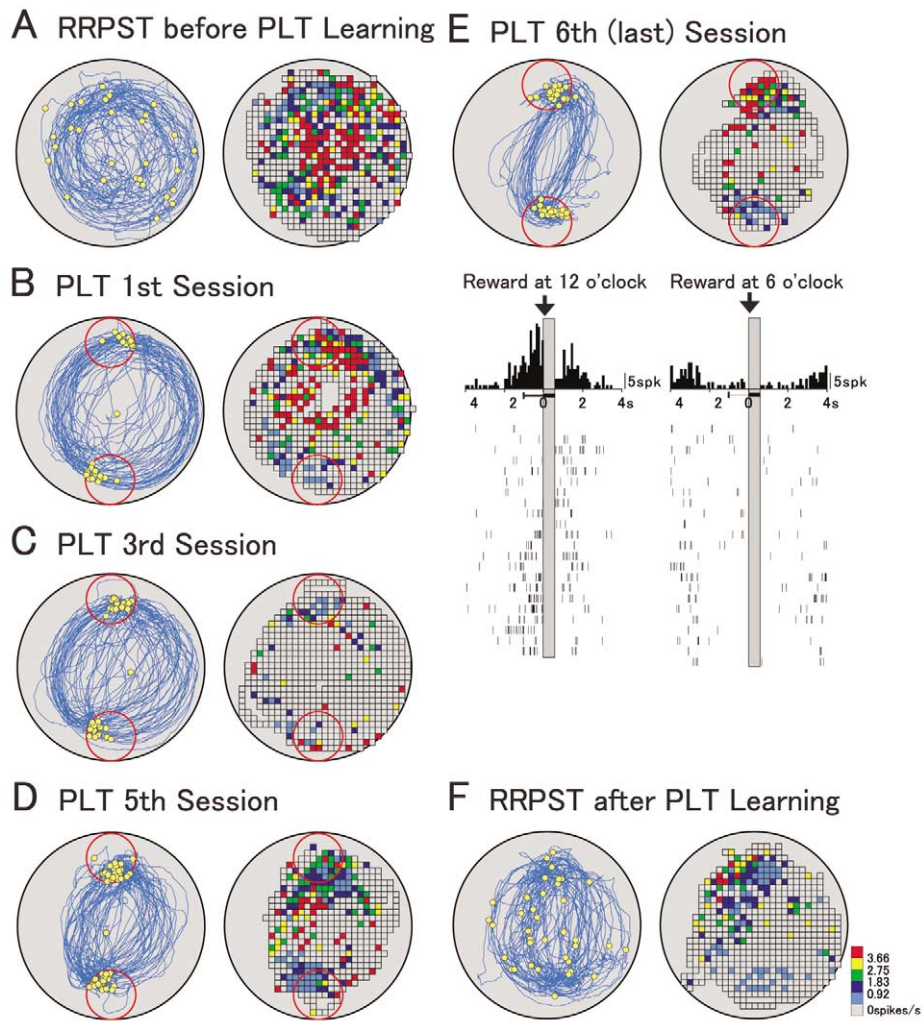 A RRPST before PLT Learning
B PLT 1st Session
C PLT 3rd Session
D PLT 5th Session
E PLT 6th (last) Session
Reward at 12 o'clock
Reward at 6 o'clock
5spk
5spk
4 2 0 2 4s
4 2 0 2 4s
F RRPST after PLT Learning
3.66
2.75
1.83
0.92
0spikes/s